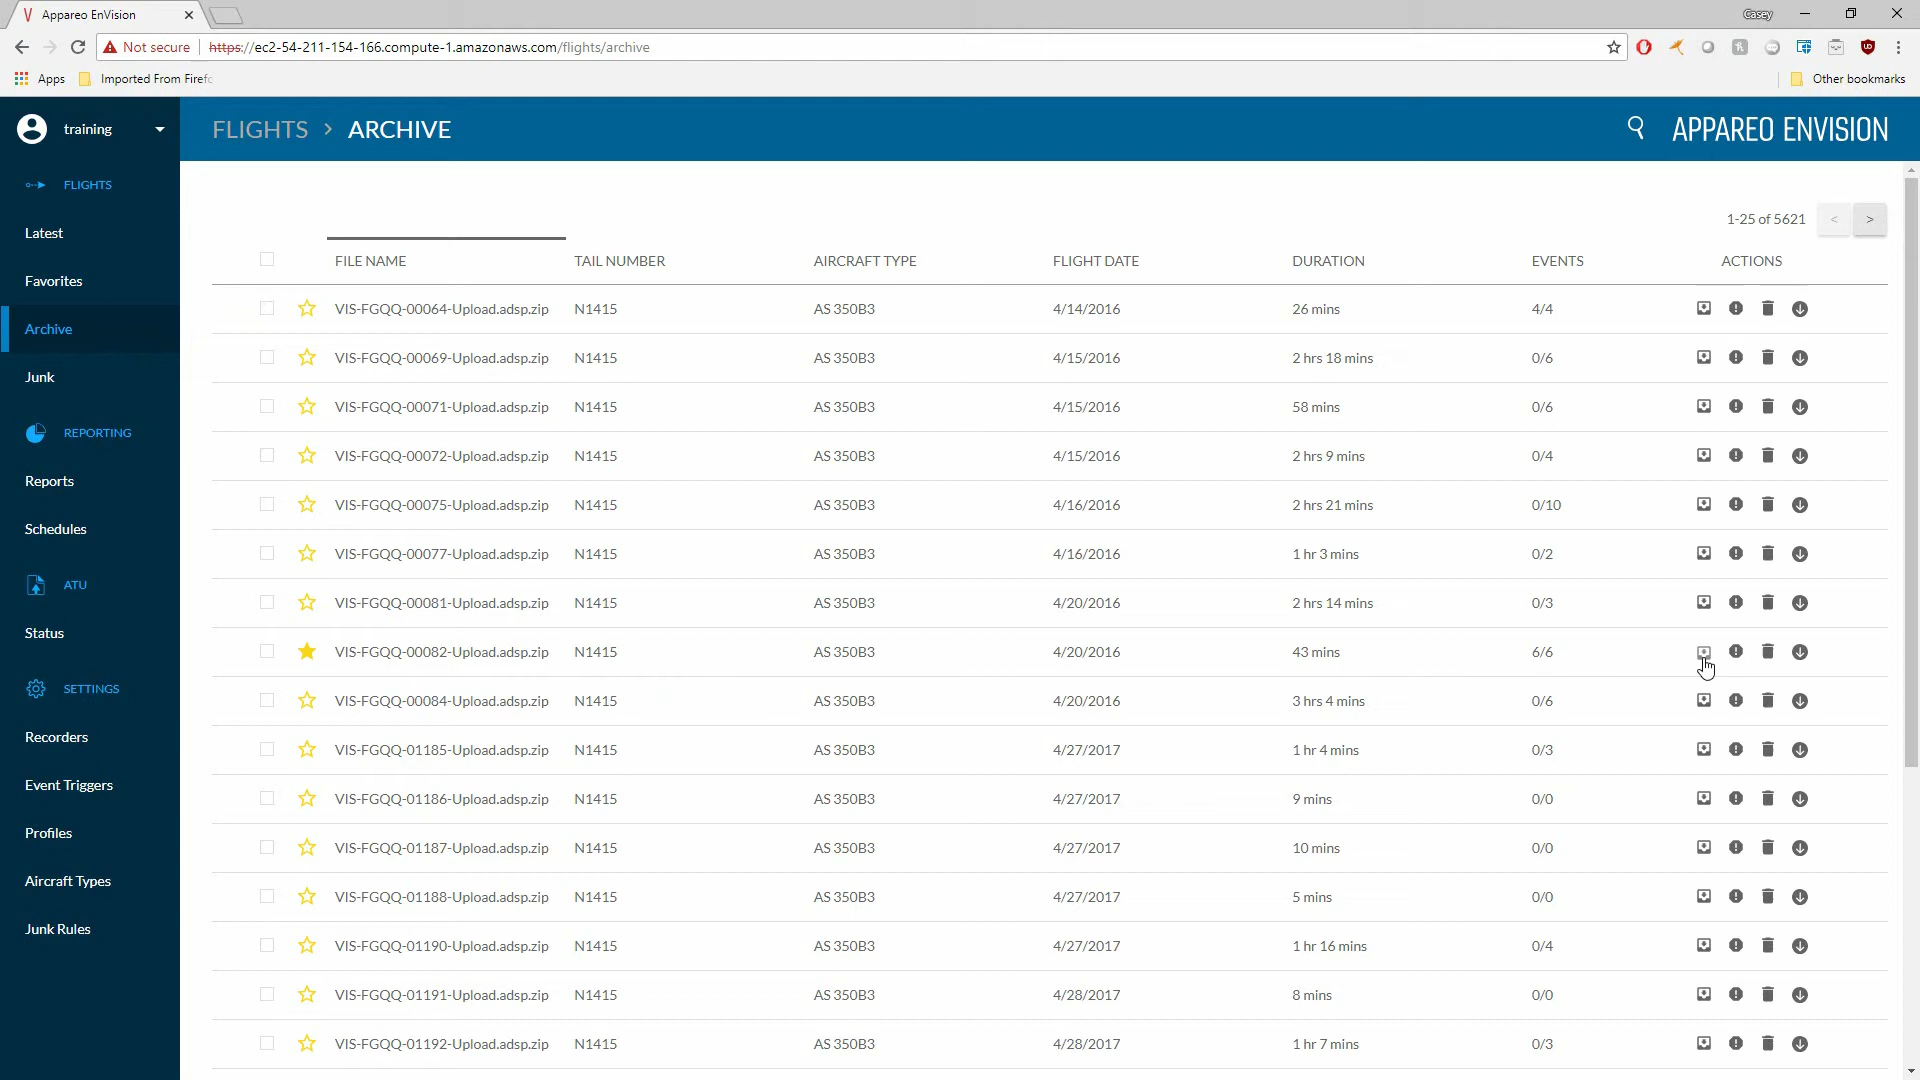 Appareo EnVision
Casey
Not secure https://ec2-54-211-154-166.compute-1.amazonaws.com/flights/archive
Apps Imported From Firefo Other bookmarks
training
FLIGHTS
Latest
Favorites
Archive
Junk
REPORTING
Reports
Schedules
ATU
Status
SETTINGS
Recorders
Event Triggers
Profiles
Aircraft Types
Junk Rules
FLIGHTS > ARCHIVE APPAREO ENVISION
1-25 of 5621 < >
FILE NAME TAIL NUMBER AIRCRAFT TYPE FLIGHT DATE DURATION EVENTS ACTIONS
VIS-FGQQ-00064-Upload.adsp.zip N1415 AS 350B3 4/14/2016 26 mins 4/4
VIS-FGQQ-00069-Upload.adsp.zip N1415 AS 350B3 4/15/2016 2 hrs 18 mins 0/6
VIS-FGQQ-00071-Upload.adsp.zip N1415 AS 350B3 4/15/2016 58 mins 0/6
VIS-FGQQ-00072-Upload.adsp.zip N1415 AS 350B3 4/15/2016 2 hrs 9 mins 0/4
VIS-FGQQ-00075-Upload.adsp.zip N1415 AS 350B3 4/16/2016 2 hrs 21 mins 0/10
VIS-FGQQ-00077-Upload.adsp.zip N1415 AS 350B3 4/16/2016 1 hr 3 mins 0/2
VIS-FGQQ-00081-Upload.adsp.zip N1415 AS 350B3 4/20/2016 2 hrs 14 mins 0/3
VIS-FGQQ-00082-Upload.adsp.zip N1415 AS 350B3 4/20/2016 43 mins 6/6
VIS-FGQQ-00084-Upload.adsp.zip N1415 AS 350B3 4/20/2016 3 hrs 4 mins 0/6
VIS-FGQQ-01185-Upload.adsp.zip N1415 AS 350B3 4/27/2017 1 hr 4 mins 0/3
VIS-FGQQ-01186-Upload.adsp.zip N1415 AS 350B3 4/27/2017 9 mins 0/0
VIS-FGQQ-01187-Upload.adsp.zip N1415 AS 350B3 4/27/2017 10 mins 0/0
VIS-FGQQ-01188-Upload.adsp.zip N1415 AS 350B3 4/27/2017 5 mins 0/0
VIS-FGQQ-01190-Upload.adsp.zip N1415 AS 350B3 4/27/2017 1 hr 16 mins 0/4
VIS-FGQQ-01191-Upload.adsp.zip N1415 AS 350B3 4/28/2017 8 mins 0/0
VIS-FGQQ-01192-Upload.adsp.zip N1415 AS 350B3 4/28/2017 1 hr 7 mins 0/3